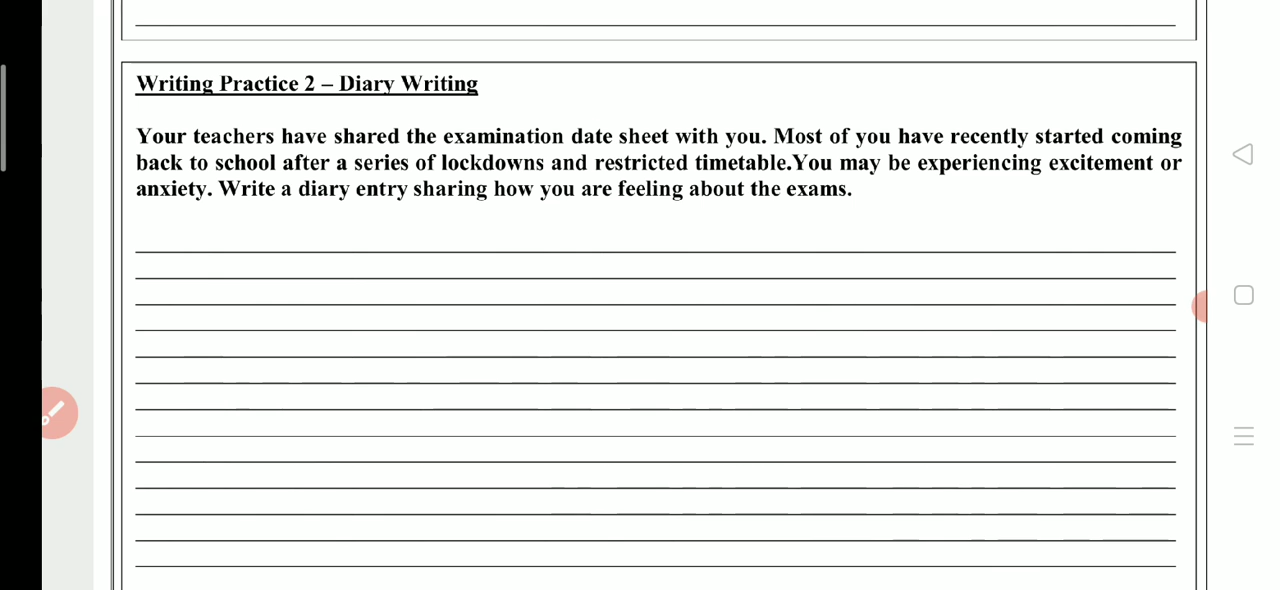 Writing Practice 2 – Diary Writing
Your teachers have shared the examination date sheet with you. Most of you have recently started coming
back to school after a series of lockdowns and restricted timetable.You may be experiencing excitement or
anxiety. Write a diary entry sharing how you are feeling about the exams.